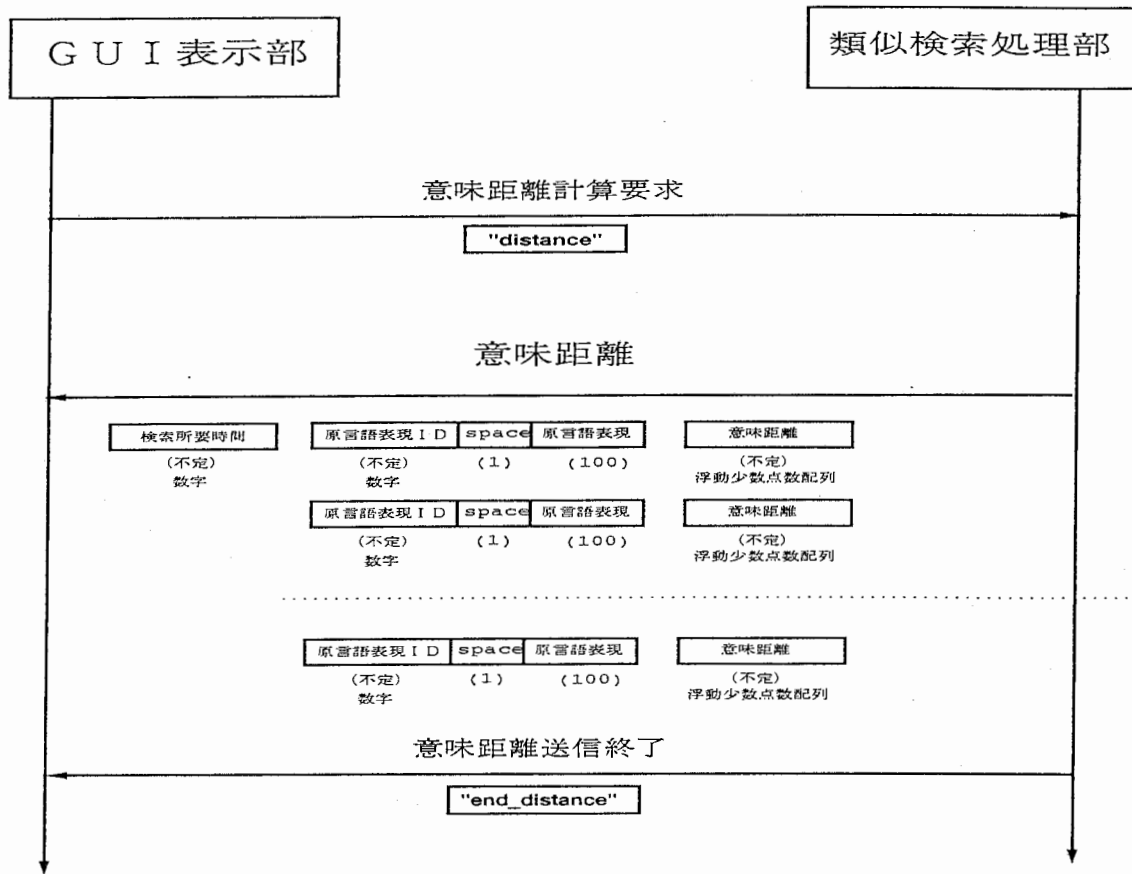 GUI表示部
類似検索処理部
意味距離計算要求
"distance"
意味距離
検索所要時間 原言語表現ID space 原言語表現 意味距離
(不定) (不定) (1) (100) (不定)
数字 数字 浮動少数点数配列
原言語表現ID space 原言語表現 意味距離
(不定) (1) (100) (不定)
数字 浮動少数点数配列
原言語表現ID space 原言語表現 意味距離
(不定) (1) (100) (不定)
数字 浮動少数点数配列
意味距離送信終了
"end_distance"